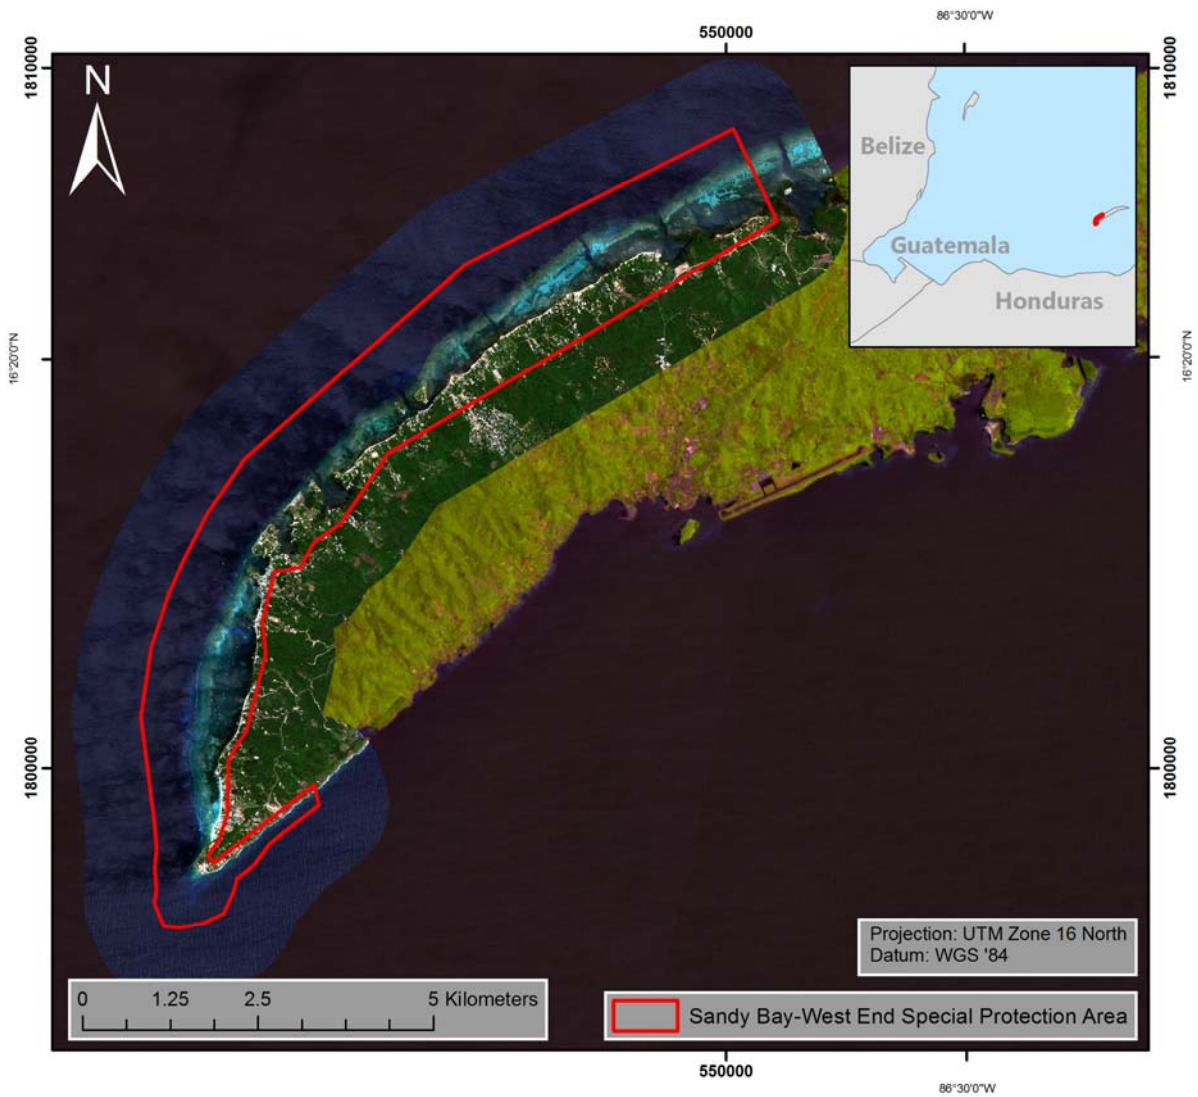 86°30'0"W
550000
1810000
1810000
N
Belize
Guatemala
Honduras
16°20'0"N
16°20'0"N
1800000
1800000
Projection: UTM Zone 16 North
Datum: WGS '84
0 1.25 2.5 5 Kilometers
Sandy Bay-West End Special Protection Area
550000
86°30'0"W